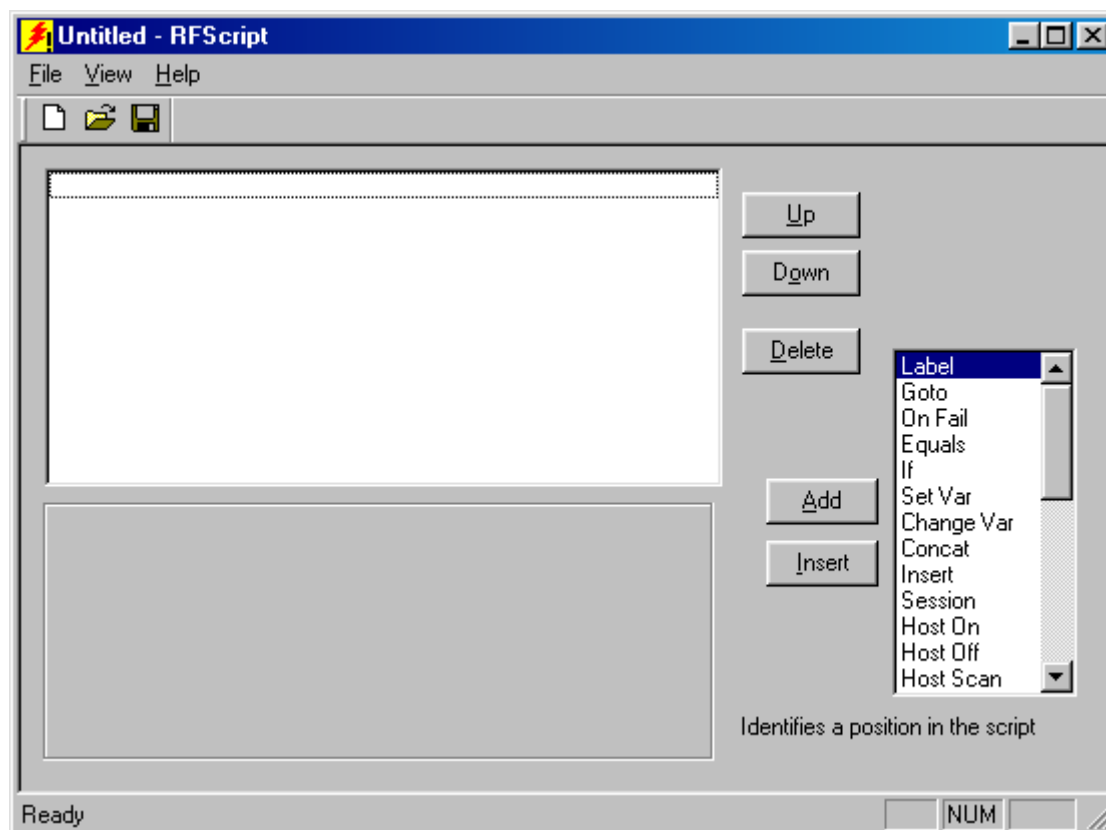 Untitled - RFScript
File View Help
Up
Down
Delete
Label
Goto
On Fail
Equals
If
Set Var
Change Var
Concat
Insert
Session
Host On
Host Off
Host Scan
Add
Insert
Identifies a position in the script
Ready
NUM